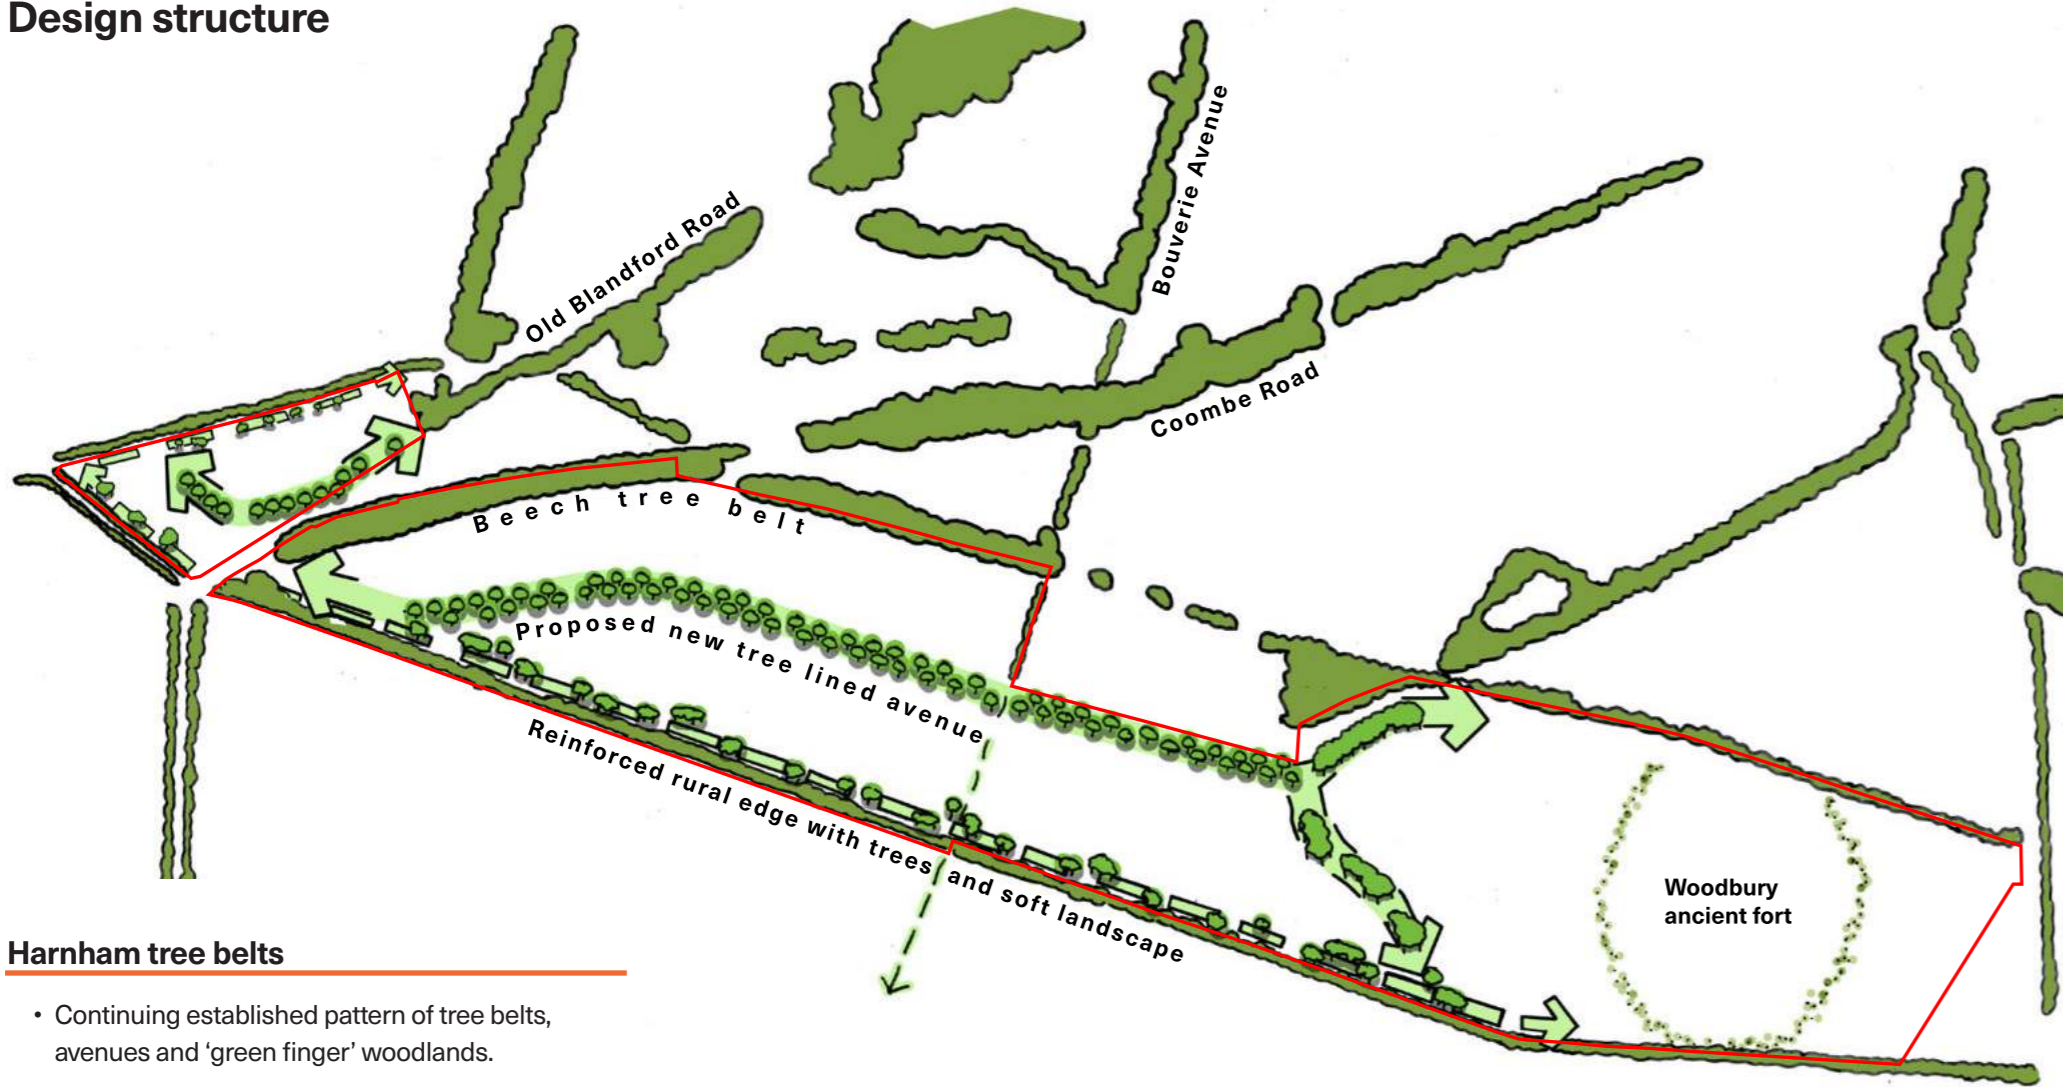 Design structure
Bouverie Avenue
Old Blandford Road
Coombe Road
Beech tree belt
Proposed new tree lined avenue
Reinforced rural edge with trees and soft landscape
Woodbury
ancient fort
Harnham tree belts
• Continuing established pattern of tree belts,
avenues and ‘green finger’ woodlands.